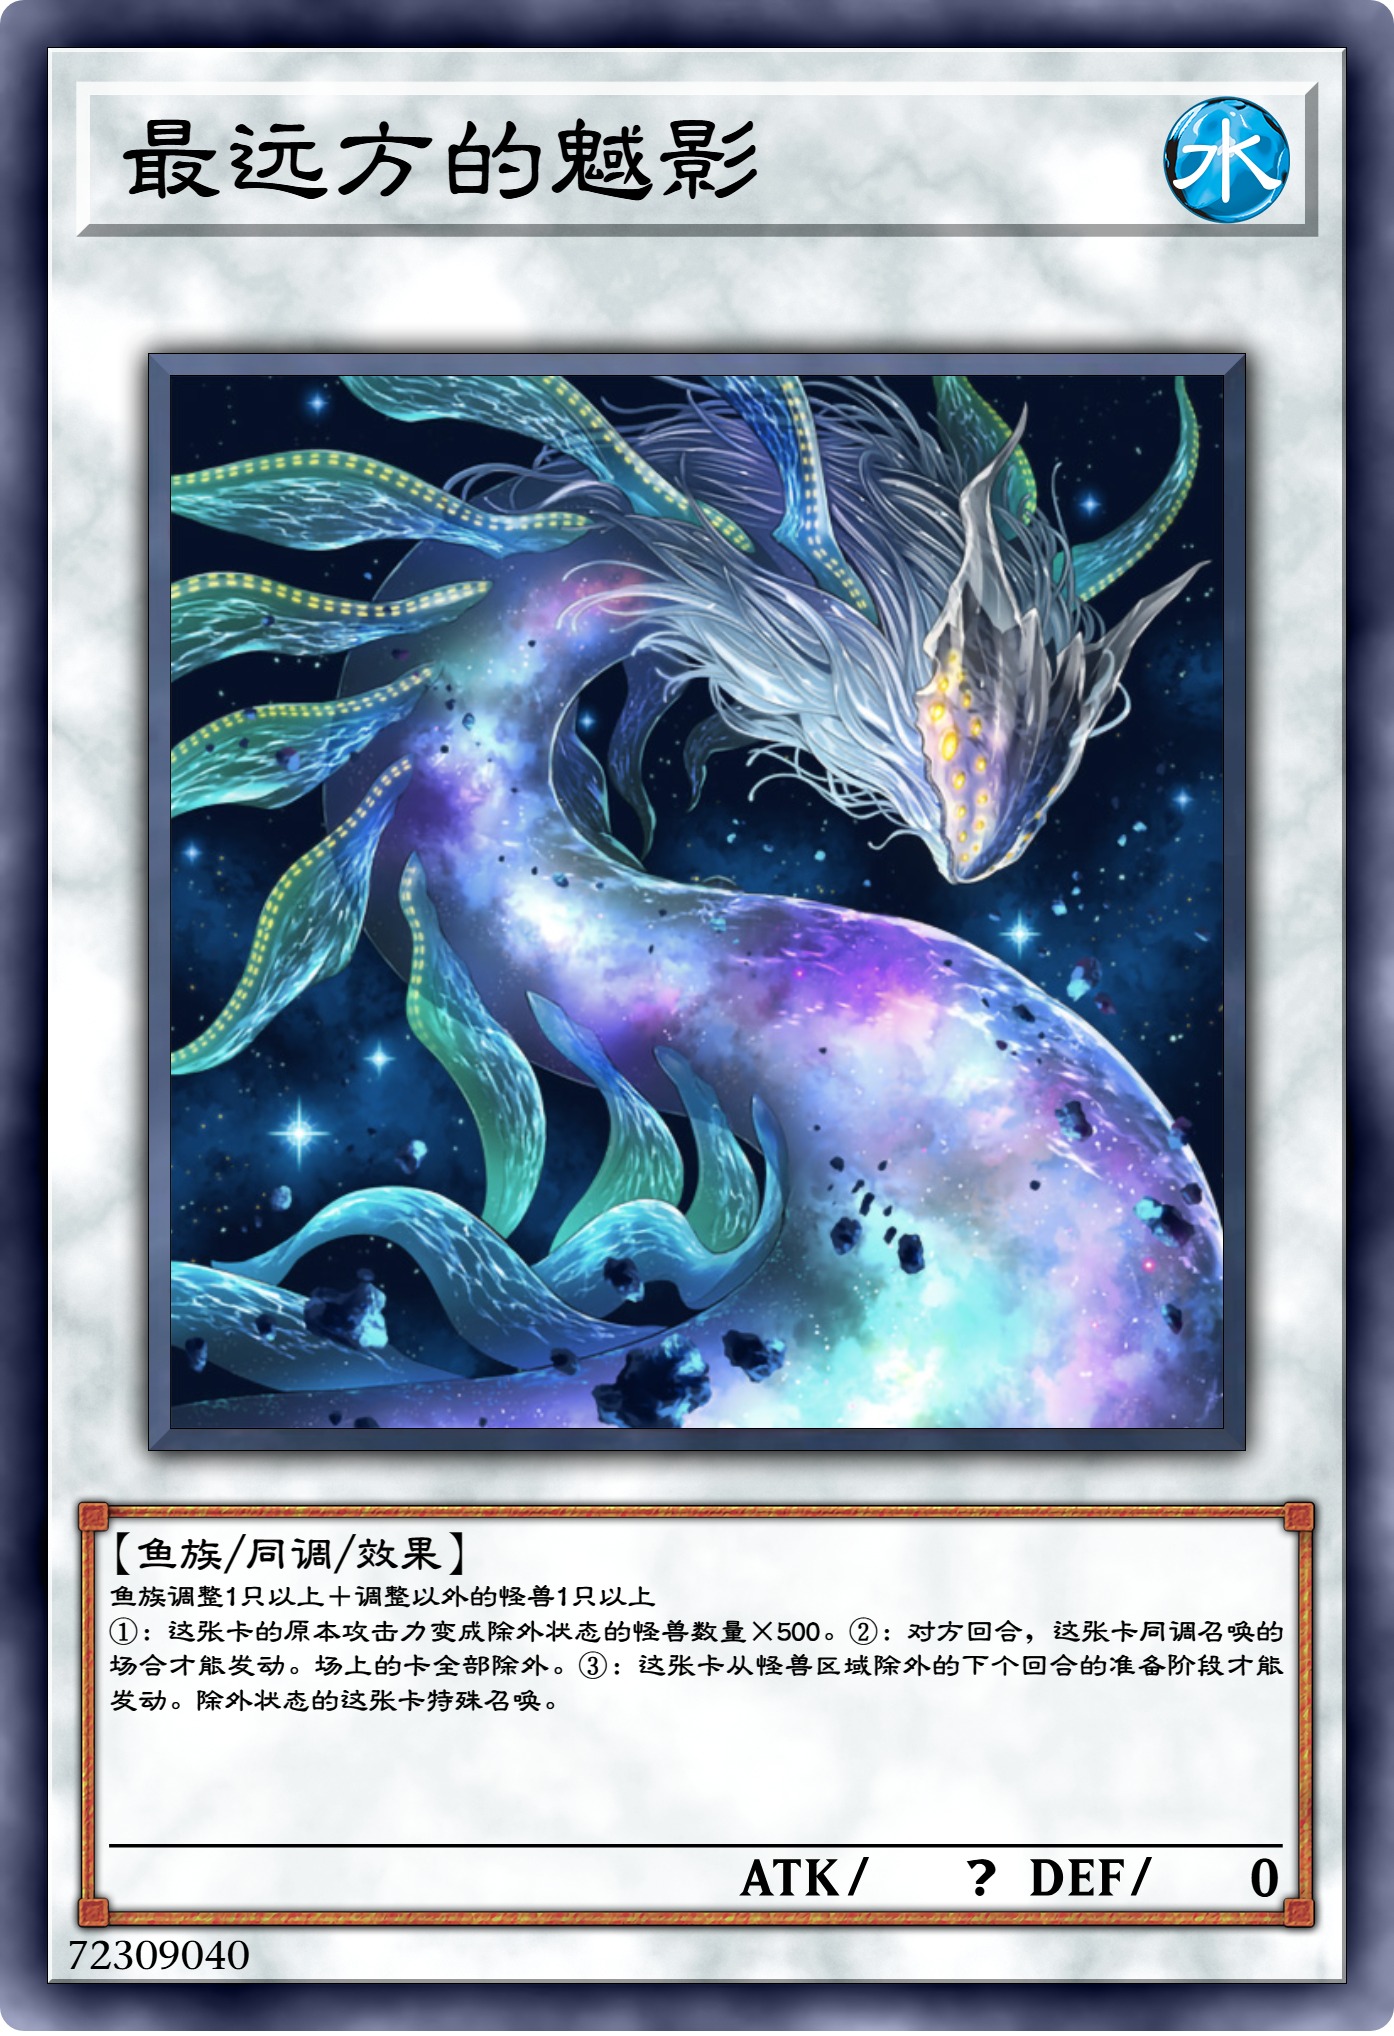 最远方的魆影
水
【鱼族/同调/效果】
鱼族调整1只以上＋调整以外的怪兽1只以上
①：这张卡的原本攻击力变成除外状态的怪兽数量×500。②：对方回合，这张卡同调召唤的
场合才能发动。场上的卡全部除外。③：这张卡从怪兽区域除外的下个回合的准备阶段才能
发动。除外状态的这张卡特殊召唤。
ATK/ ? DEF/ 0
72309040